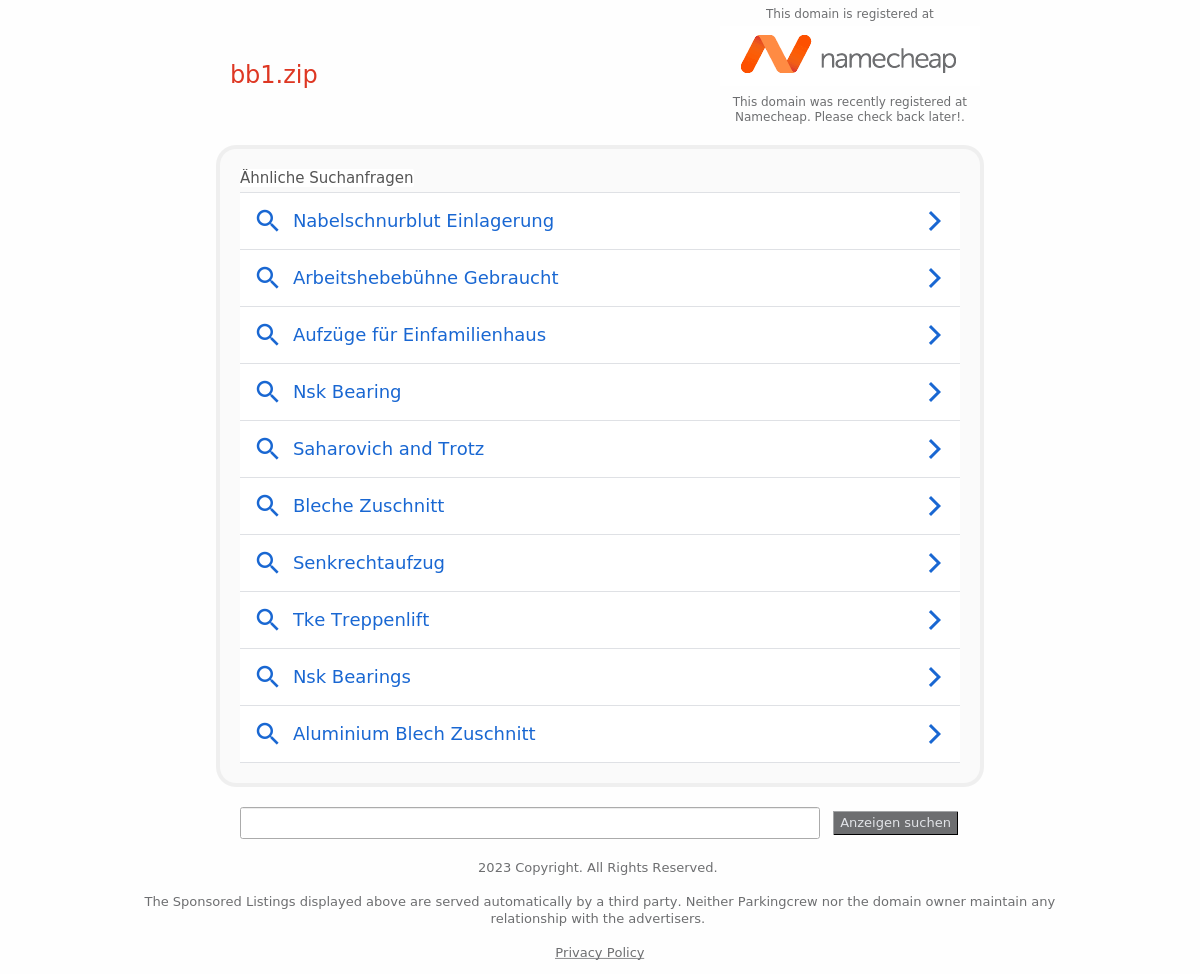 This domain is registered at
namecheap
bb1.zip
This domain was recently registered at
Namecheap. Please check back later!.
Ähnliche Suchanfragen
Nabelschnurblut Einlagerung
Arbeitshebebühne Gebraucht
Aufzüge für Einfamilienhaus
Nsk Bearing
Saharovich and Trotz
Bleche Zuschnitt
Senkrechtaufzug
Tke Treppenlift
Nsk Bearings
Aluminium Blech Zuschnitt
Anzeigen suchen
2023 Copyright. All Rights Reserved.
The Sponsored Listings displayed above are served automatically by a third party. Neither Parkingcrew nor the domain owner maintain any
relationship with the advertisers.
Privacy Policy